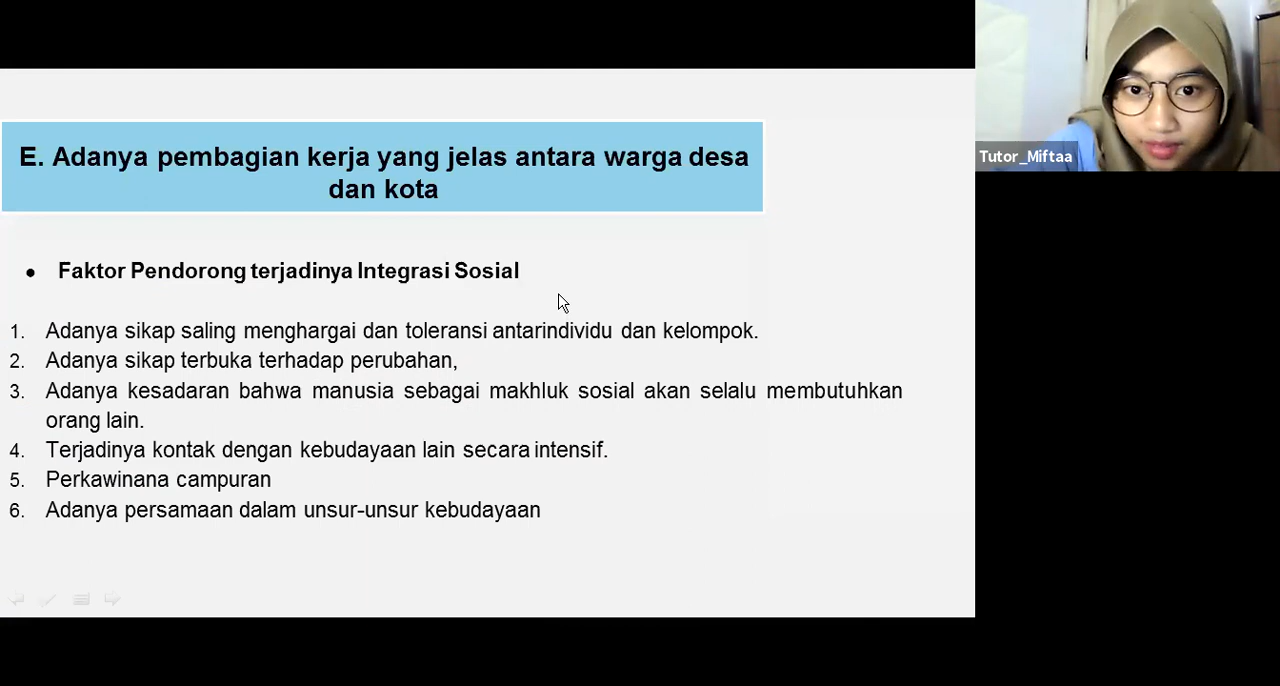 E. Adanya pembagian kerja yang jelas antara warga desa
dan kota
Tutor_Miftaa
• Faktor Pendorong terjadinya Integrasi Sosial
1. Adanya sikap saling menghargai dan toleransi antarindividu dan kelompok.
2. Adanya sikap terbuka terhadap perubahan,
3. Adanya kesadaran bahwa manusia sebagai makhluk sosial akan selalu membutuhkan
orang lain.
4. Terjadinya kontak dengan kebudayaan lain secara intensif.
5. Perkawinana campuran
6. Adanya persamaan dalam unsur-unsur kebudayaan